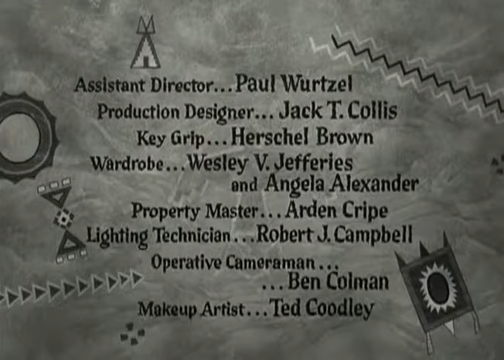 Assistant Director...Paul Wurtzel
Production Designer... Jack T. Collis
Key Grip...Herschel Brown
Wardrobe...Wesley V. Jefferies
and Angela Alexander
Property Master...Arden Cripe
Lighting Technician...Robert J. Campbell
Operative Cameraman...
...Ben Colman
Makeup Artist...Ted Coodley